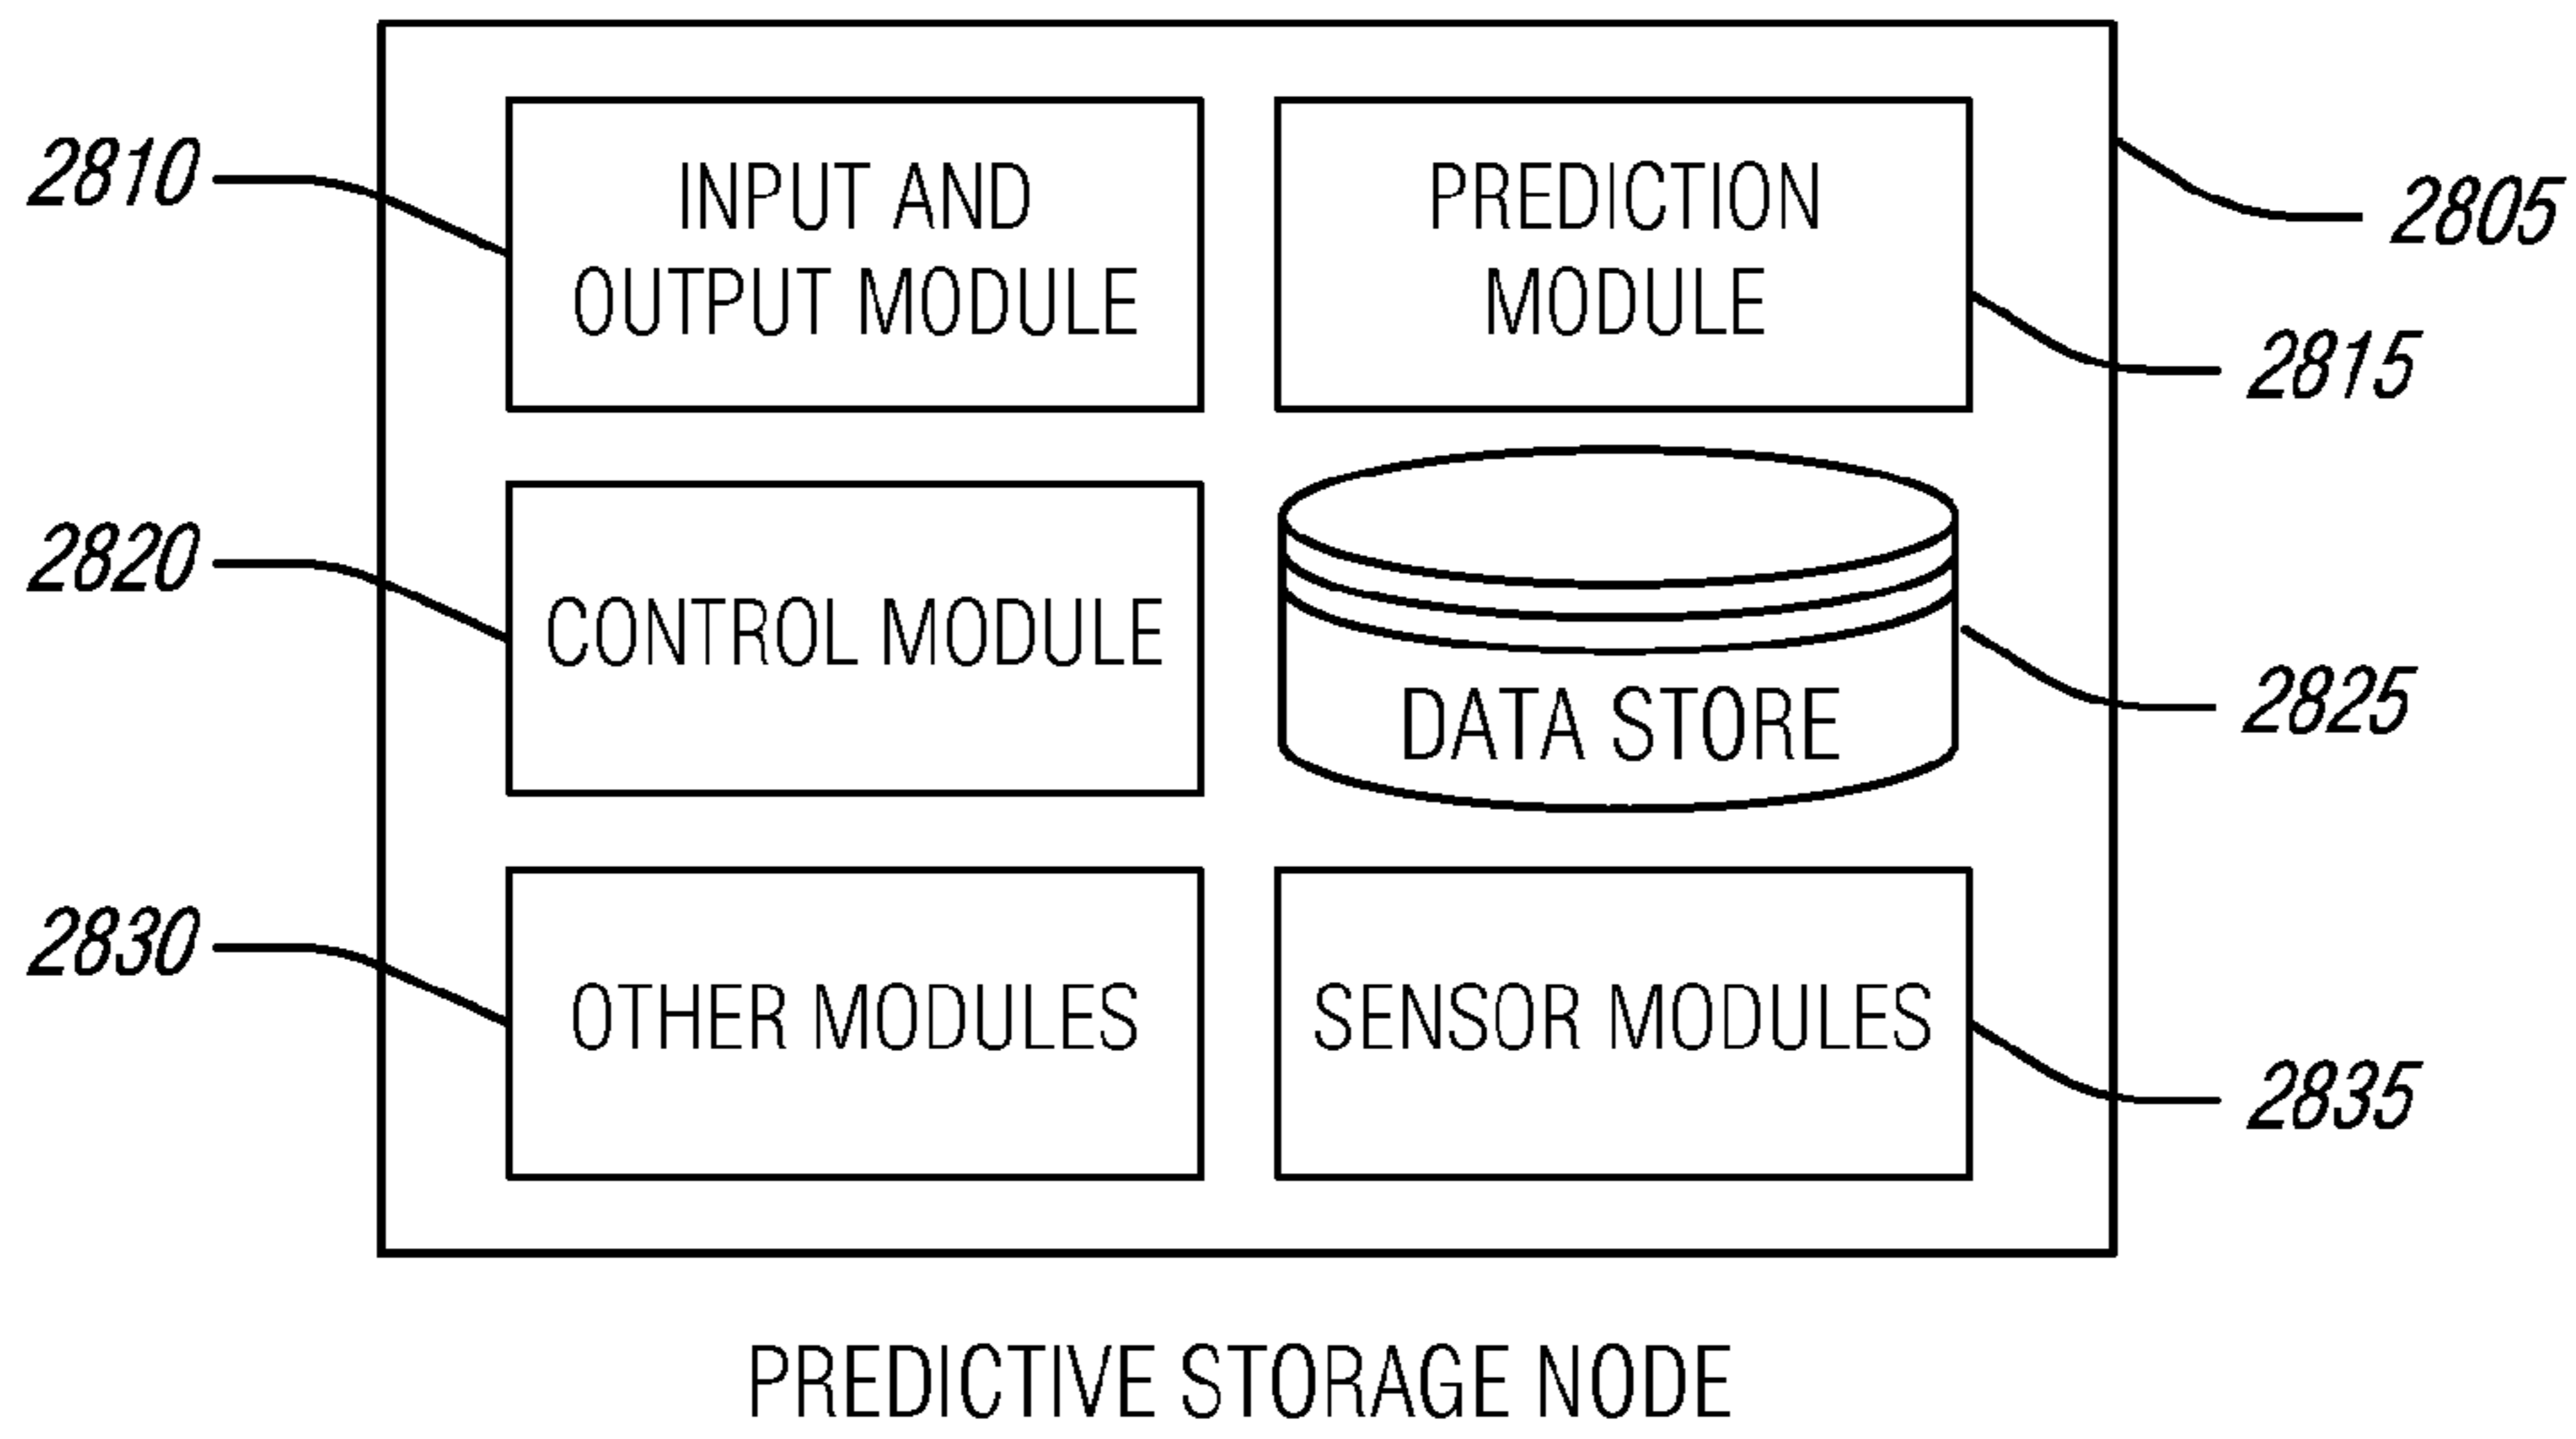 2810
INPUT AND
OUTPUT MODULE
PREDICTION
MODULE
2805
2815
2820
CONTROL MODULE
DATA STORE
2825
2830
OTHER MODULES
SENSOR MODULES
2835
PREDICTIVE STORAGE NODE